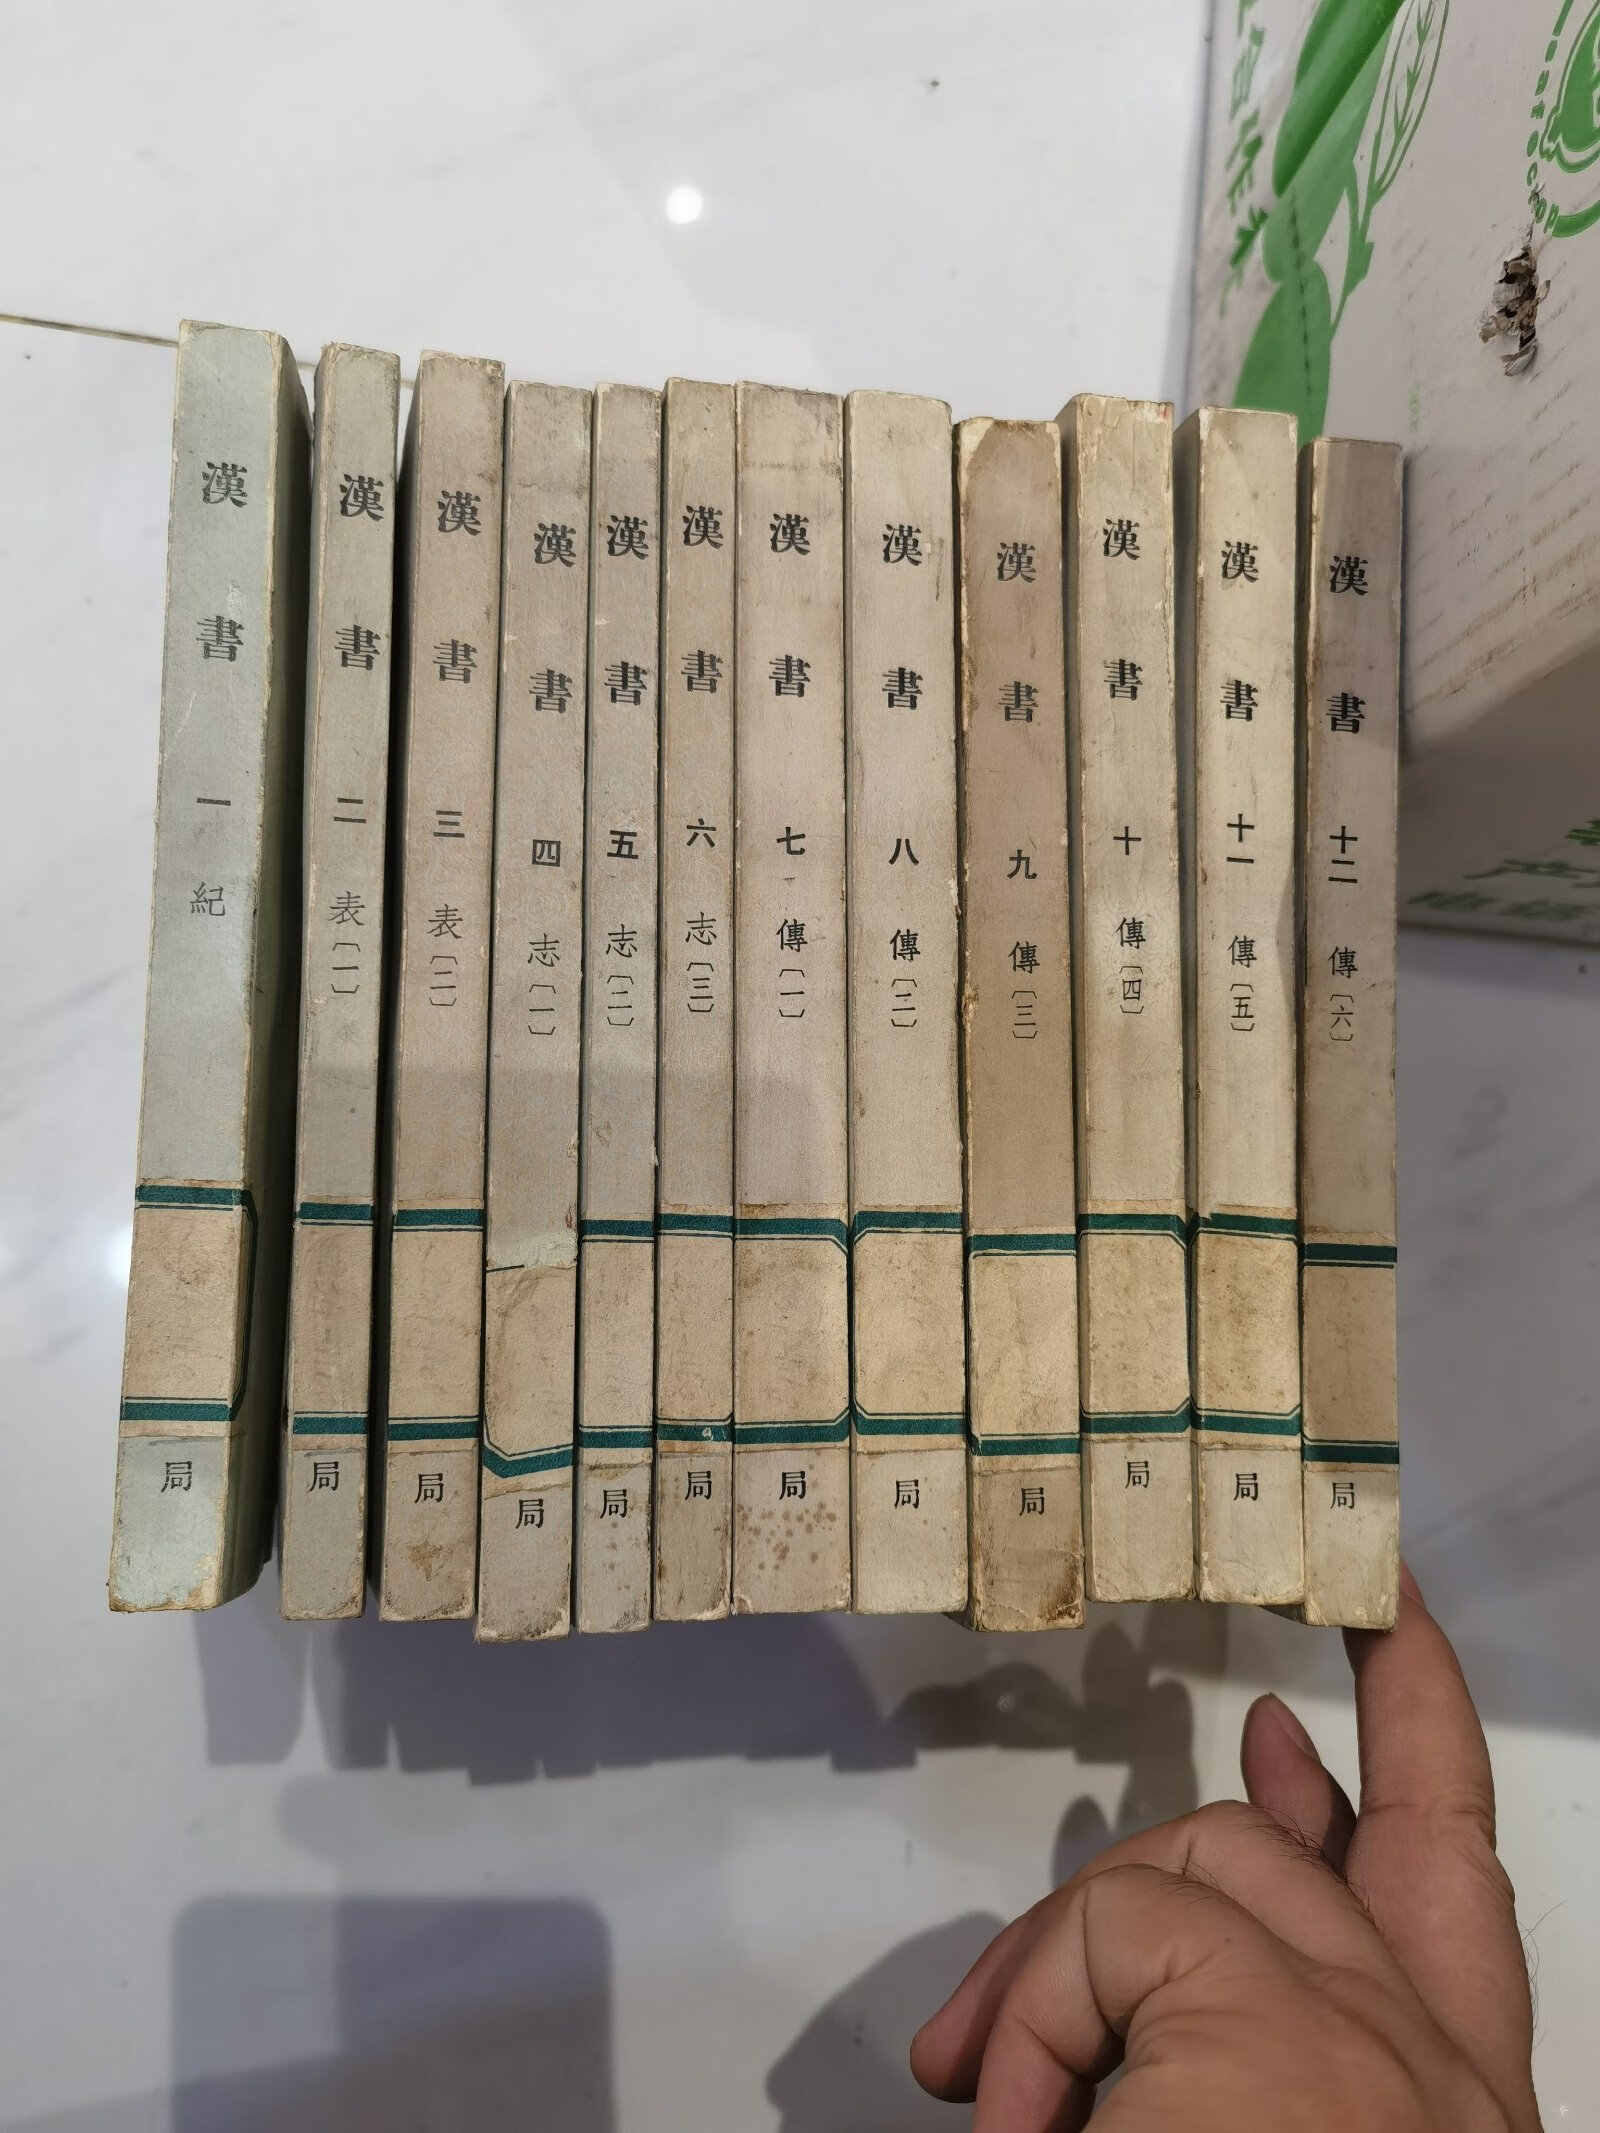 漢書 一 紀 局
漢書 二 表〔一〕 局
漢書 三 表〔二〕 局
漢書 四 志〔一〕 局
漢書 五 志〔二〕 局
漢書 六 志〔三〕 局
漢書 七 傳〔一〕 局
漢書 八 傳〔二〕 局
漢書 九 傳〔三〕 局
漢書 十 傳〔四〕 局
漢書 十一 傳〔五〕 局
漢書 十二 傳〔六〕 局